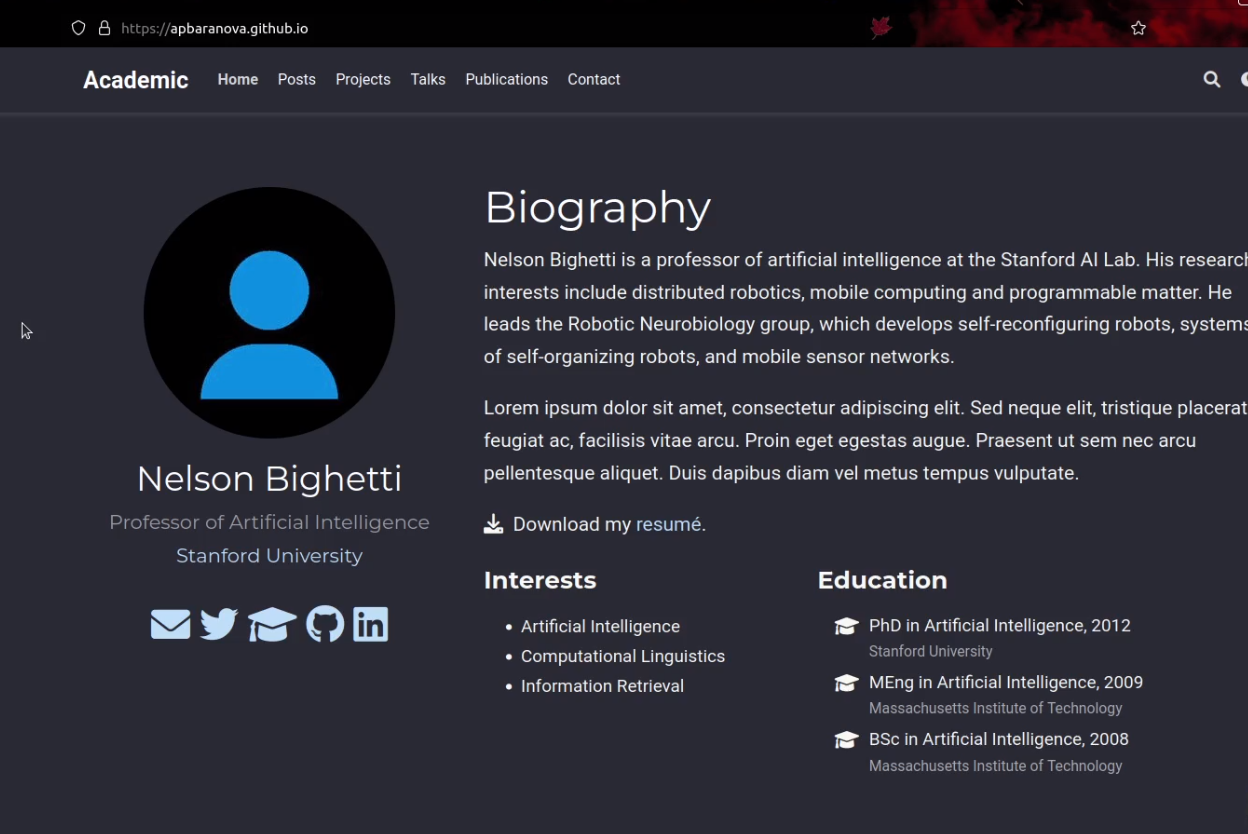 https://apbaranova.github.io
Academic Home Posts Projects Talks Publications Contact
Biography
Nelson Bighetti is a professor of artificial intelligence at the Stanford AI Lab. His research
interests include distributed robotics, mobile computing and programmable matter. He
leads the Robotic Neurobiology group, which develops self-reconfiguring robots, systems
of self-organizing robots, and mobile sensor networks.
Lorem ipsum dolor sit amet, consectetur adipiscing elit. Sed neque elit, tristique placerat
feugiat ac, facilisis vitae arcu. Proin eget egestas augue. Praesent ut sem nec arcu
pellentesque aliquet. Duis dapibus diam vel metus tempus vulputate.
Download my resumé.
Nelson Bighetti
Professor of Artificial Intelligence
Stanford University
Interests
Artificial Intelligence
Computational Linguistics
Information Retrieval
Education
PhD in Artificial Intelligence, 2012
Stanford University
MEng in Artificial Intelligence, 2009
Massachusetts Institute of Technology
BSc in Artificial Intelligence, 2008
Massachusetts Institute of Technology